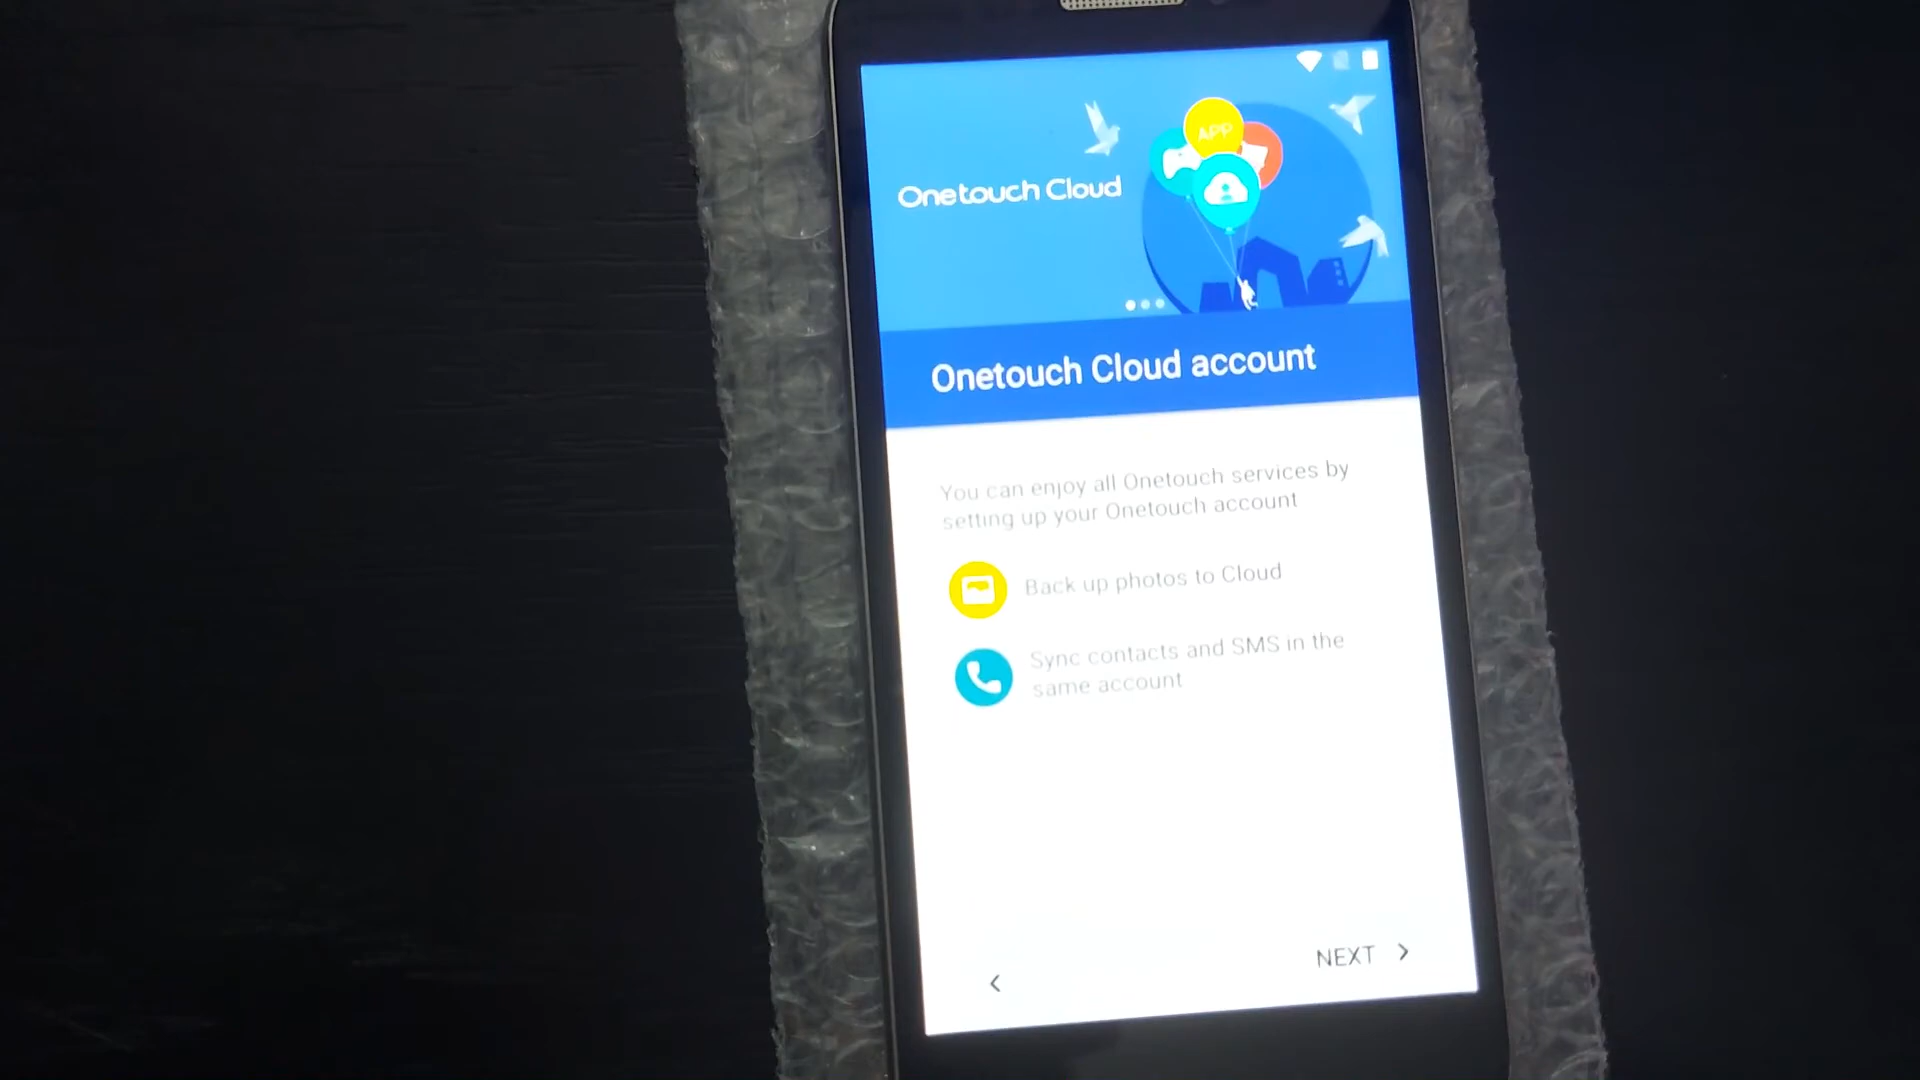 APP
Onetouch Cloud
Onetouch Cloud account
You can enjoy all Onetouch services by
setting up your Onetouch account
Back up photos to Cloud
Sync contacts and SMS in the
same account
NEXT